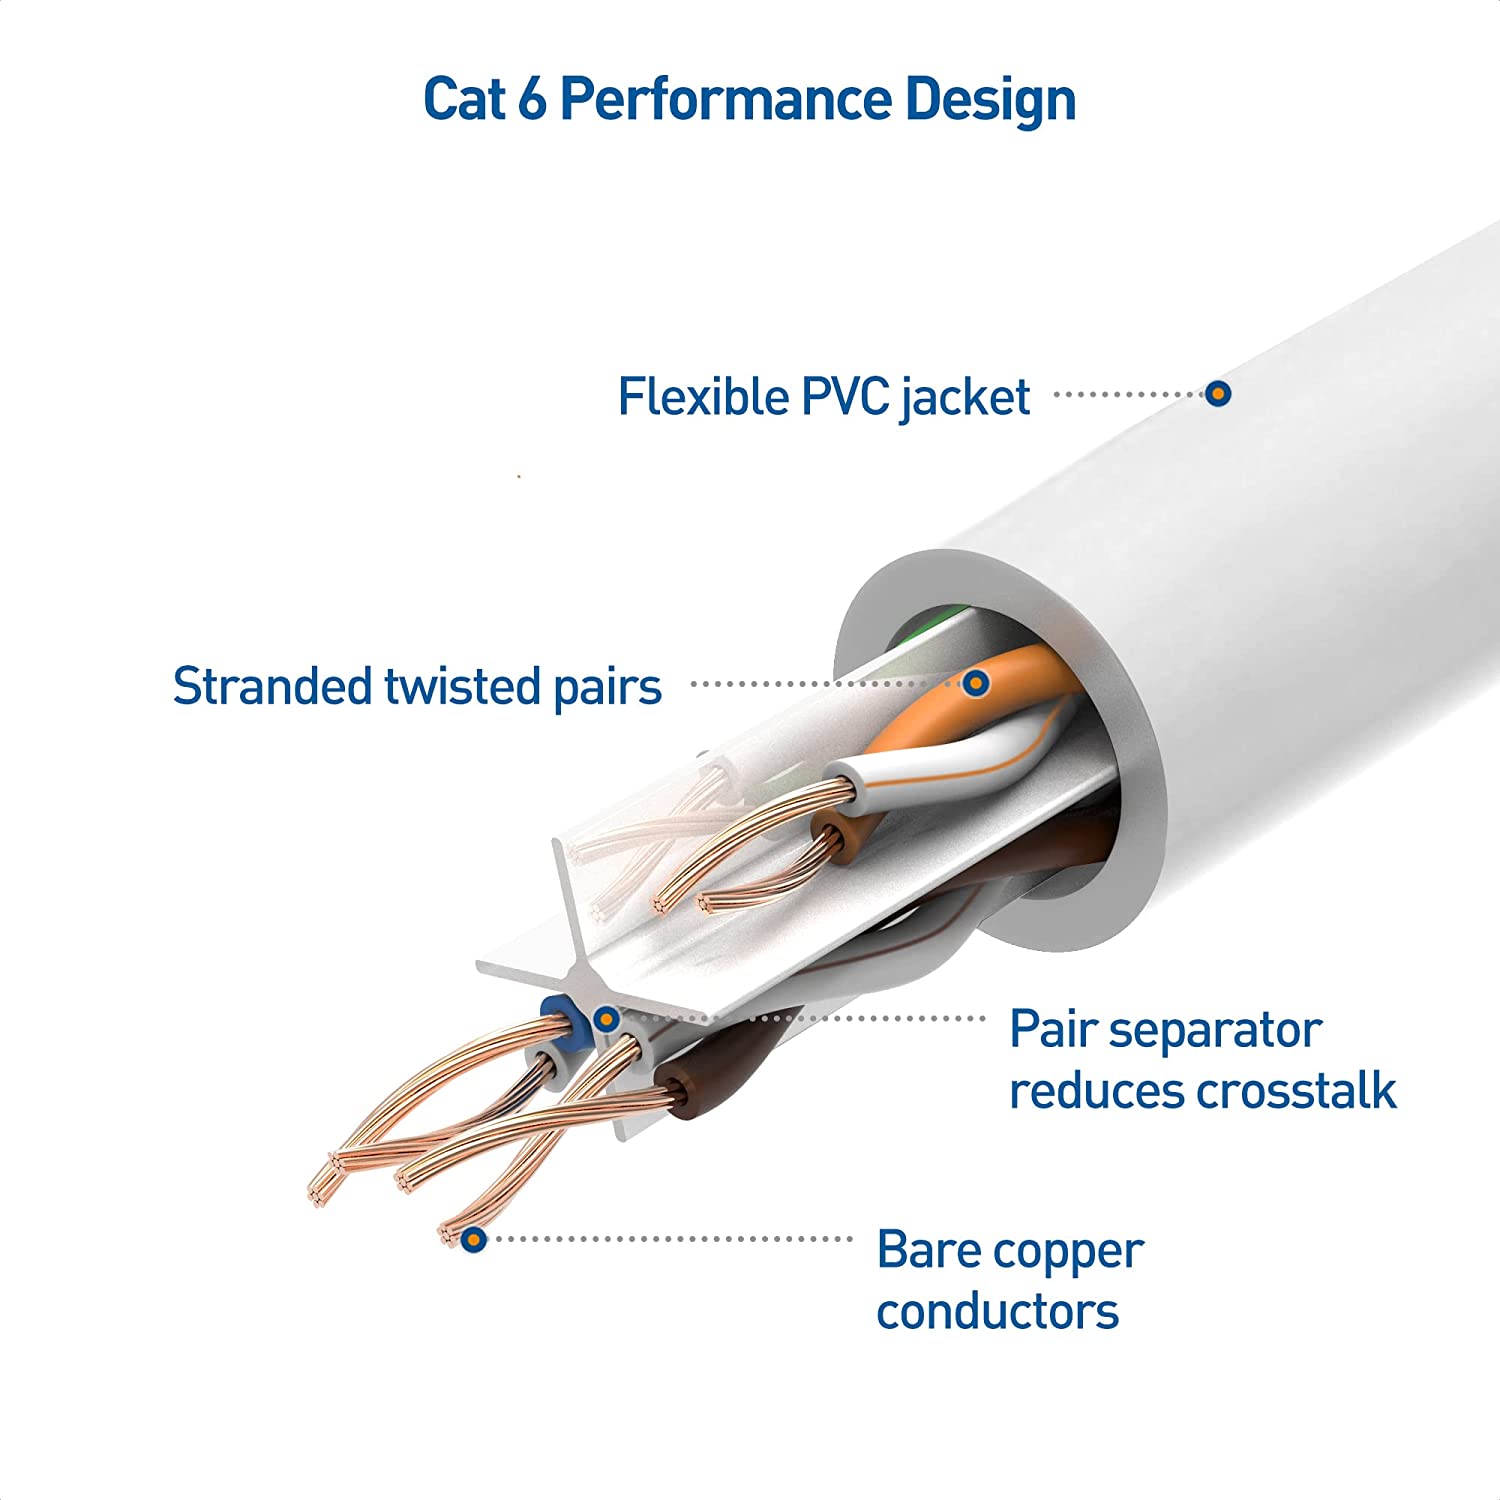 Cat 6 Performance Design
Flexible PVC jacket
Stranded twisted pairs
Pair separator
reduces crosstalk
Bare copper
conductors